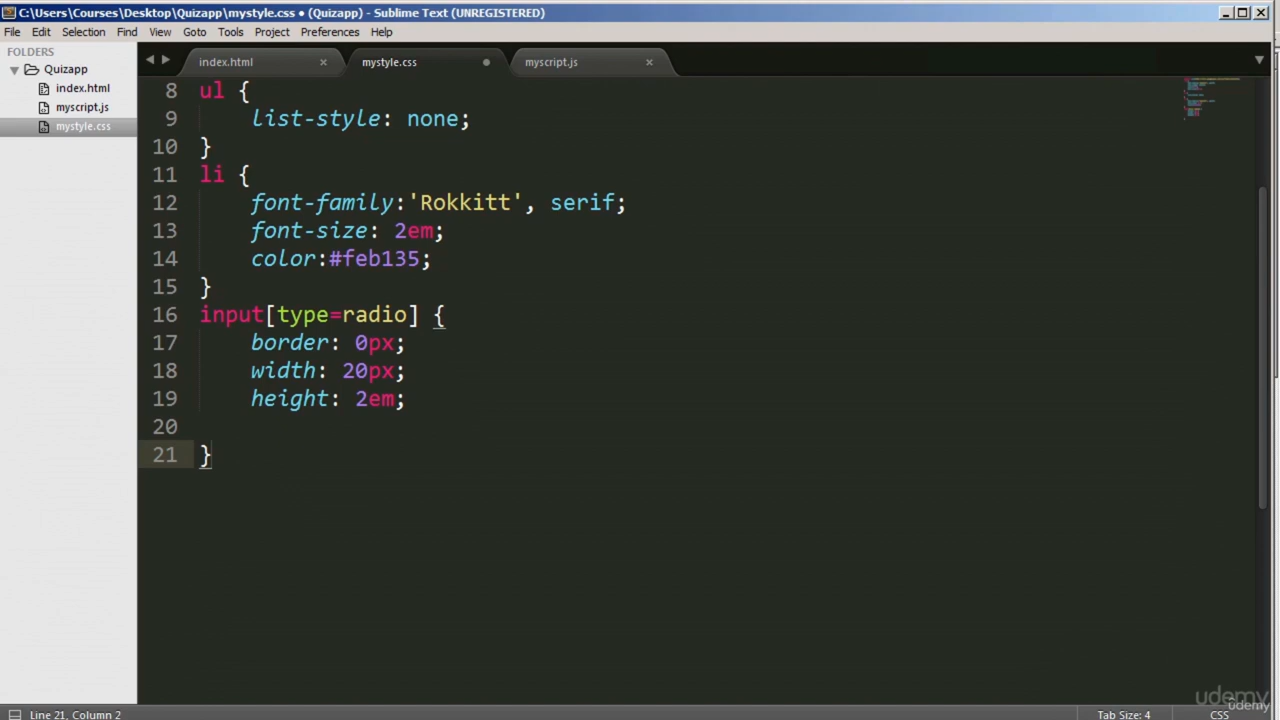 C:\Users\Courses\Desktop\Quizapp\mystyle.css • (Quizapp) - Sublime Text (UNREGISTERED)
File Edit Selection Find View Goto Tools Project Preferences Help
FOLDERS
Quizapp
index.html
myscript.js
mystyle.css
index.html mystyle.css myscript.js
8 ul {
9 list-style: none;
10 }
11 li {
12 font-family:'Rokkitt', serif;
13 font-size: 2em;
14 color:#feb135;
15 }
16 input[type=radio] {
17 border: 0px;
18 width: 20px;
19 height: 2em;
20
21 }
udemy
udemy
Line 21, Column 2 Tab Size: 4 CSS